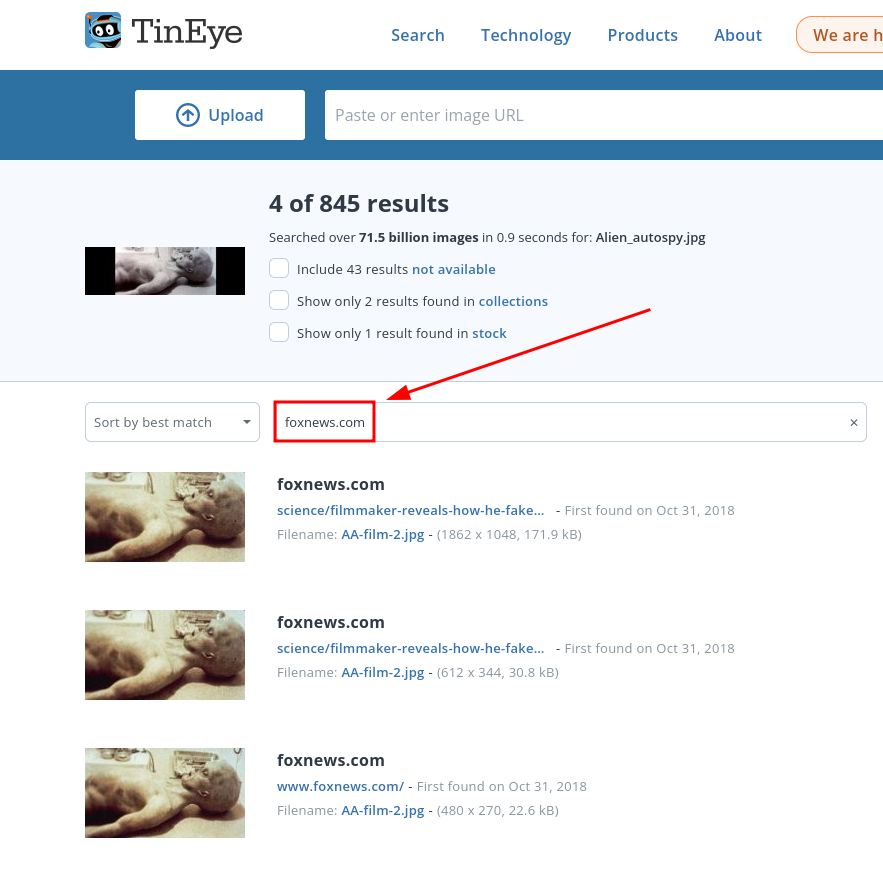 TinEye
Search Technology Products About We are h
Upload Paste or enter image URL
4 of 845 results
Searched over 71.5 billion images in 0.9 seconds for: Alien_autospy.jpg
Include 43 results not available
Show only 2 results found in collections
Show only 1 result found in stock
Sort by best match foxnews.com ×
foxnews.com
science/filmmaker-reveals-how-he-fake... - First found on Oct 31, 2018
Filename: AA-film-2.jpg - (1862 x 1048, 171.9 kB)
foxnews.com
science/filmmaker-reveals-how-he-fake... - First found on Oct 31, 2018
Filename: AA-film-2.jpg - (612 x 344, 30.8 kB)
foxnews.com
www.foxnews.com/ - First found on Oct 31, 2018
Filename: AA-film-2.jpg - (480 x 270, 22.6 kB)